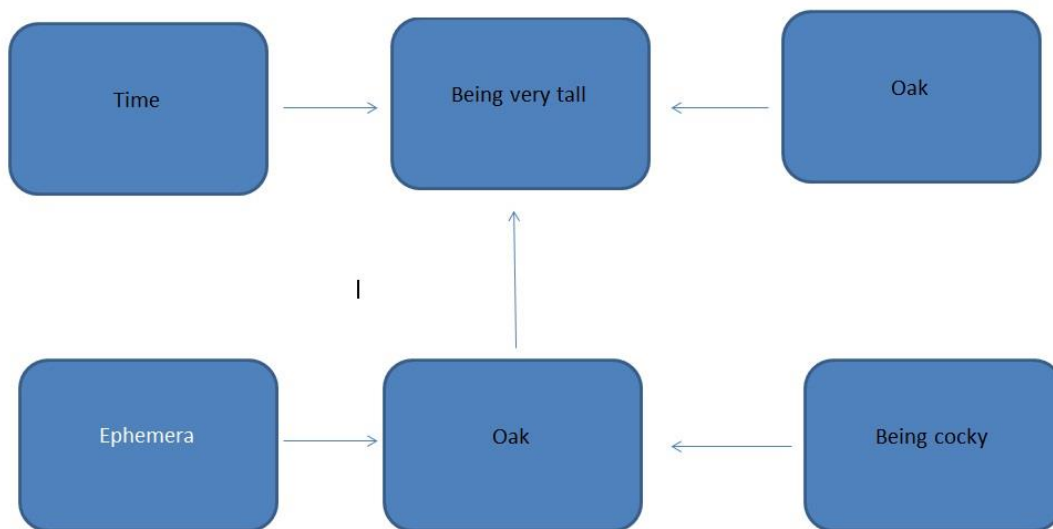 Time
Being very tall
Oak
Ephemera
Oak
Being cocky